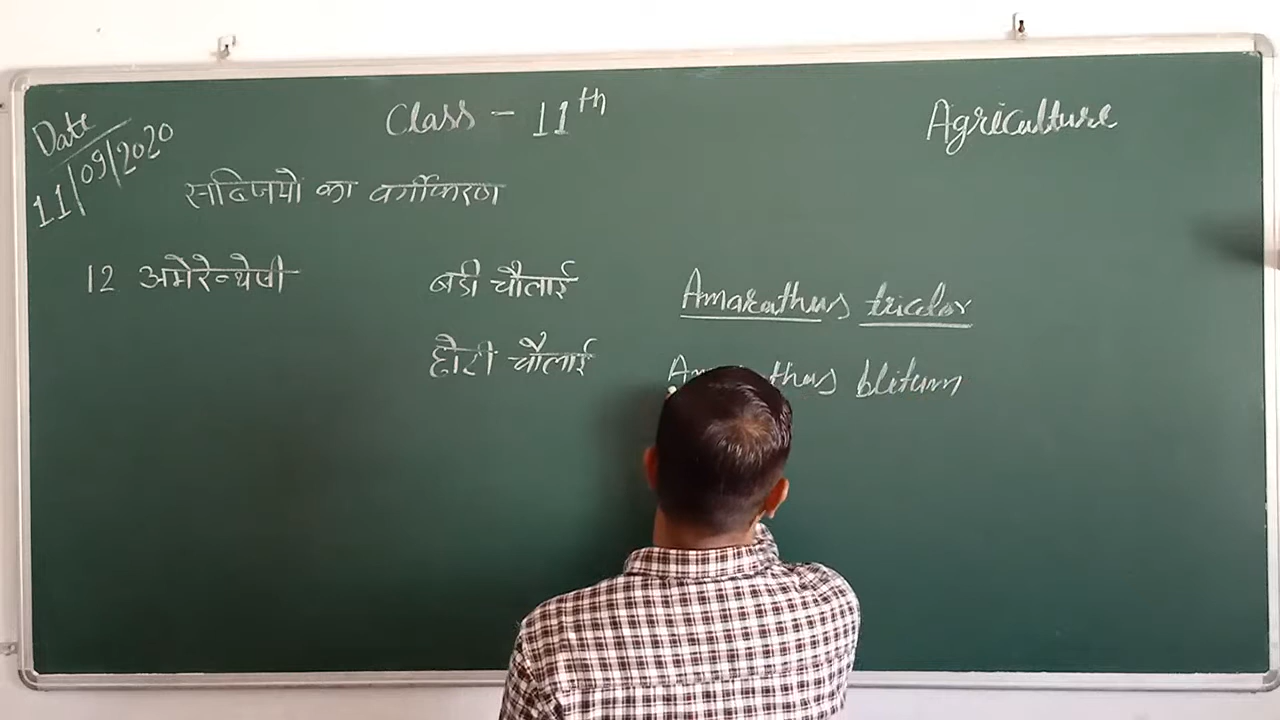 Date
11/09/2020
Class - 11th
Agriculture
सब्जियों का वर्गीकरण
12 अमेरेन्थेषी
बडी चौलाई Amarathus tricolor
छोटी चौलाई blitum